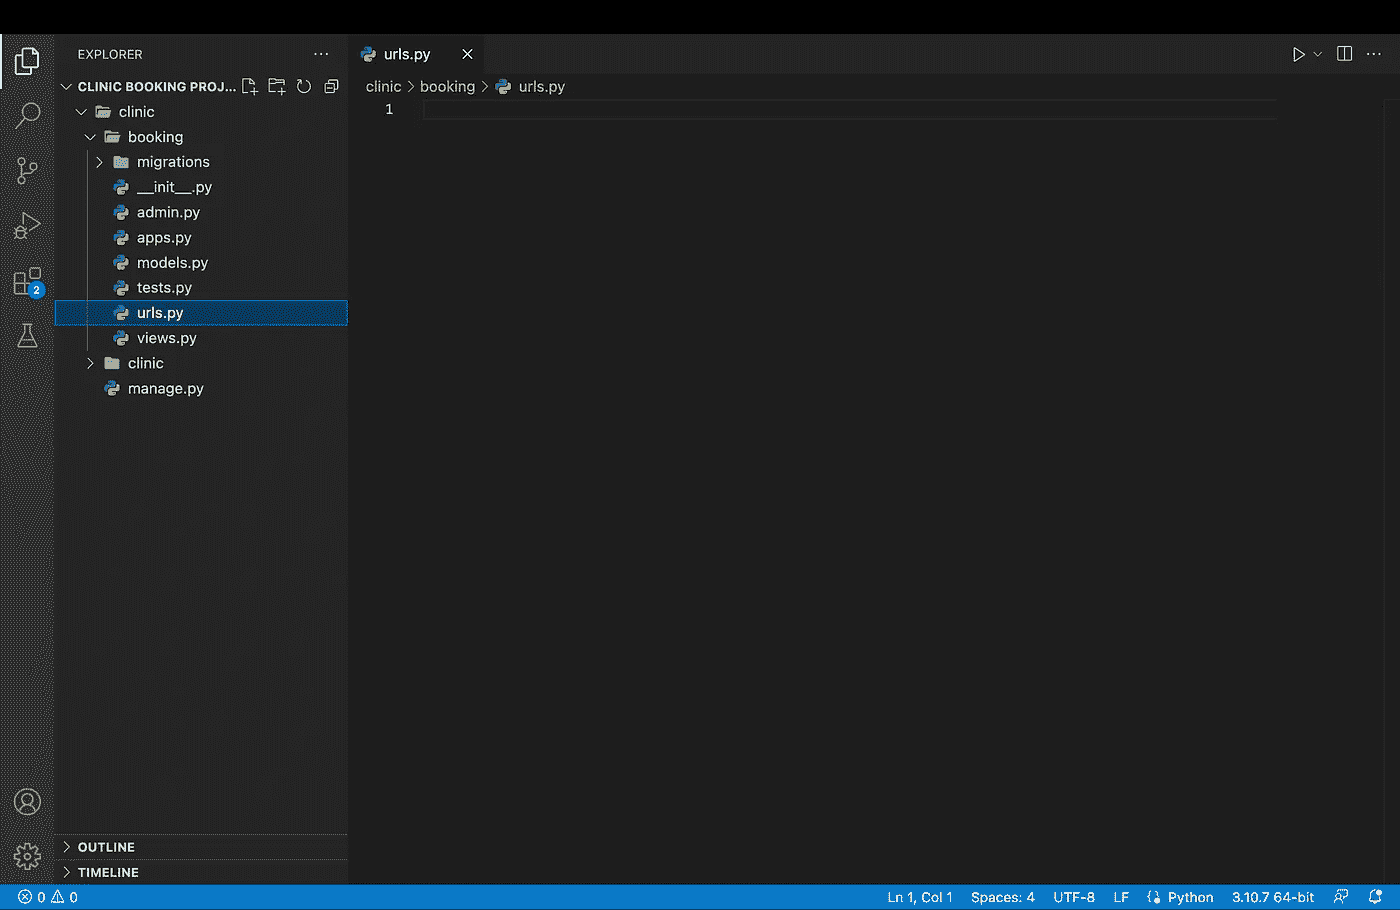 EXPLORER
CLINIC BOOKING PROJ...
clinic
booking
migrations
__init__.py
admin.py
apps.py
models.py
tests.py
urls.py
views.py
clinic
manage.py
OUTLINE
TIMELINE
2
urls.py
clinic > booking > urls.py
1
0 0
Ln 1, Col 1 Spaces: 4 UTF-8 LF Python 3.10.7 64-bit